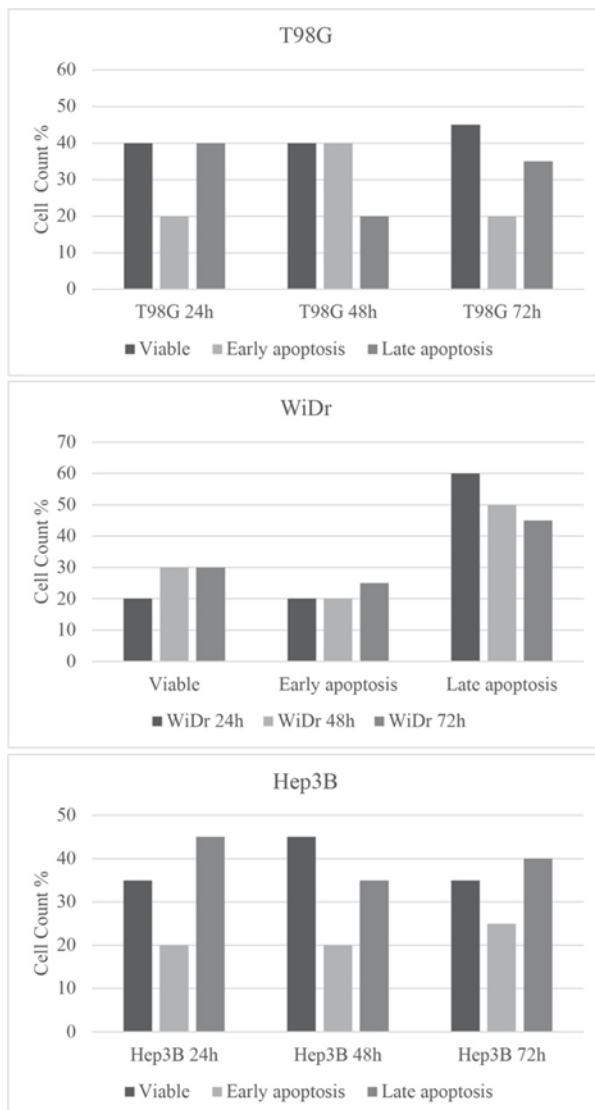 T98G
60
50
40
30
20
10
0
Cell Count %
T98G 24h T98G 48h T98G 72h
Viable Early apoptosis Late apoptosis
WiDr
70
60
50
40
30
20
10
0
Cell Count %
Viable Early apoptosis Late apoptosis
WiDr 24h WiDr 48h WiDr 72h
Hep3B
50
40
30
20
10
0
Cell Count %
Hep3B 24h Hep3B 48h Hep3B 72h
Viable Early apoptosis Late apoptosis